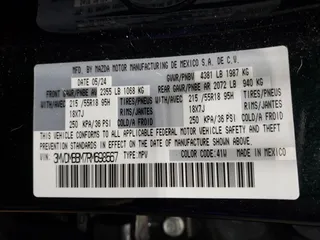 MFD. BY: MAZDA MOTOR MANUFACTURING DE MEXICO S.A. DE C.V.
05/24 GVWR/PNBV 4381 LB 1987 KG
FRONT GAWR/PNBE AV 2355 LB 1068 KG REAR GAWR/PNBE AR 2072 LB 940 KG
WITH/AVEC 215/55R18 95H TIRES/PNEUS WITH/AVEC 215/55R18 95H TIRES/PNEUS
18X7J RIMS/JANTES 18X7J RIMS/JANTES
250 KPA/36 PSI COLD/A FROID 250 KPA/36 PSI COLD/A FROID
THIS VEHICLE CONFORMS TO ALL APPLICABLE FEDERAL MOTOR VEHICLE
SAFETY, BUMPER, AND THEFT PREVENTION STANDARDS IN EFFECT ON
THE DATE OF MANUFACTURE SHOWN ABOVE.
TYPE: MPV COLOR: 41W MADE IN MEXICO